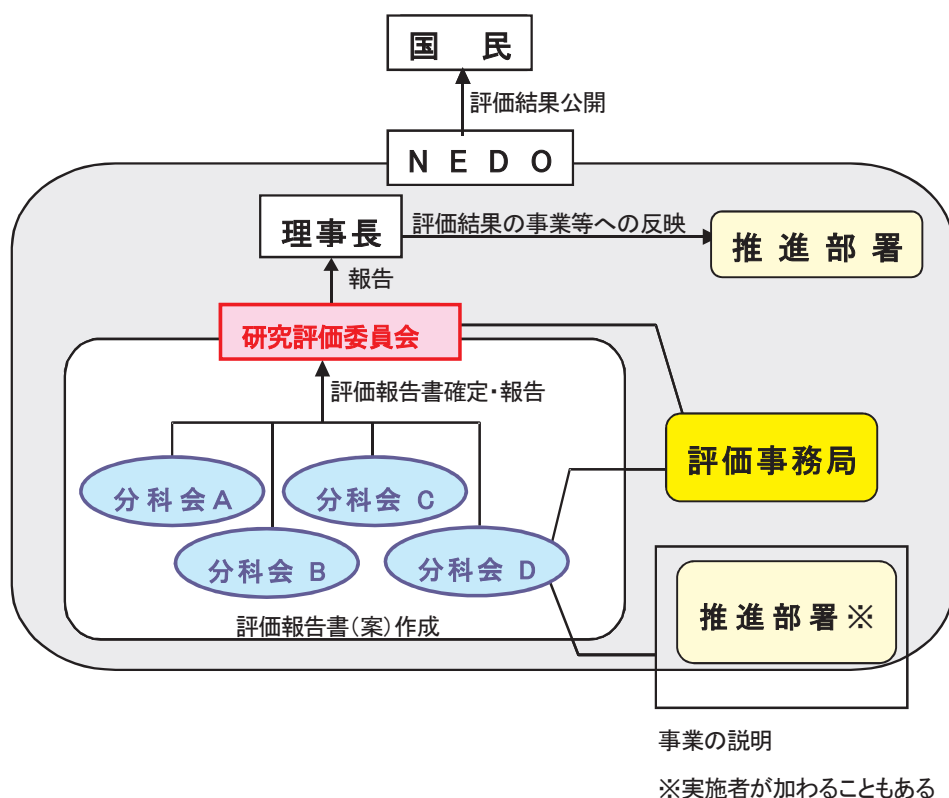 国 民
評価結果公開
N E D O
理事長
評価結果の事業等への反映
推 進 部 署
報告
研究評価委員会
評価報告書確定・報告
評価事務局
分科会A
分科会 C
分科会 B
分科会 D
推進部署※
評価報告書(案)作成
事業の説明
※実施者が加わることもある